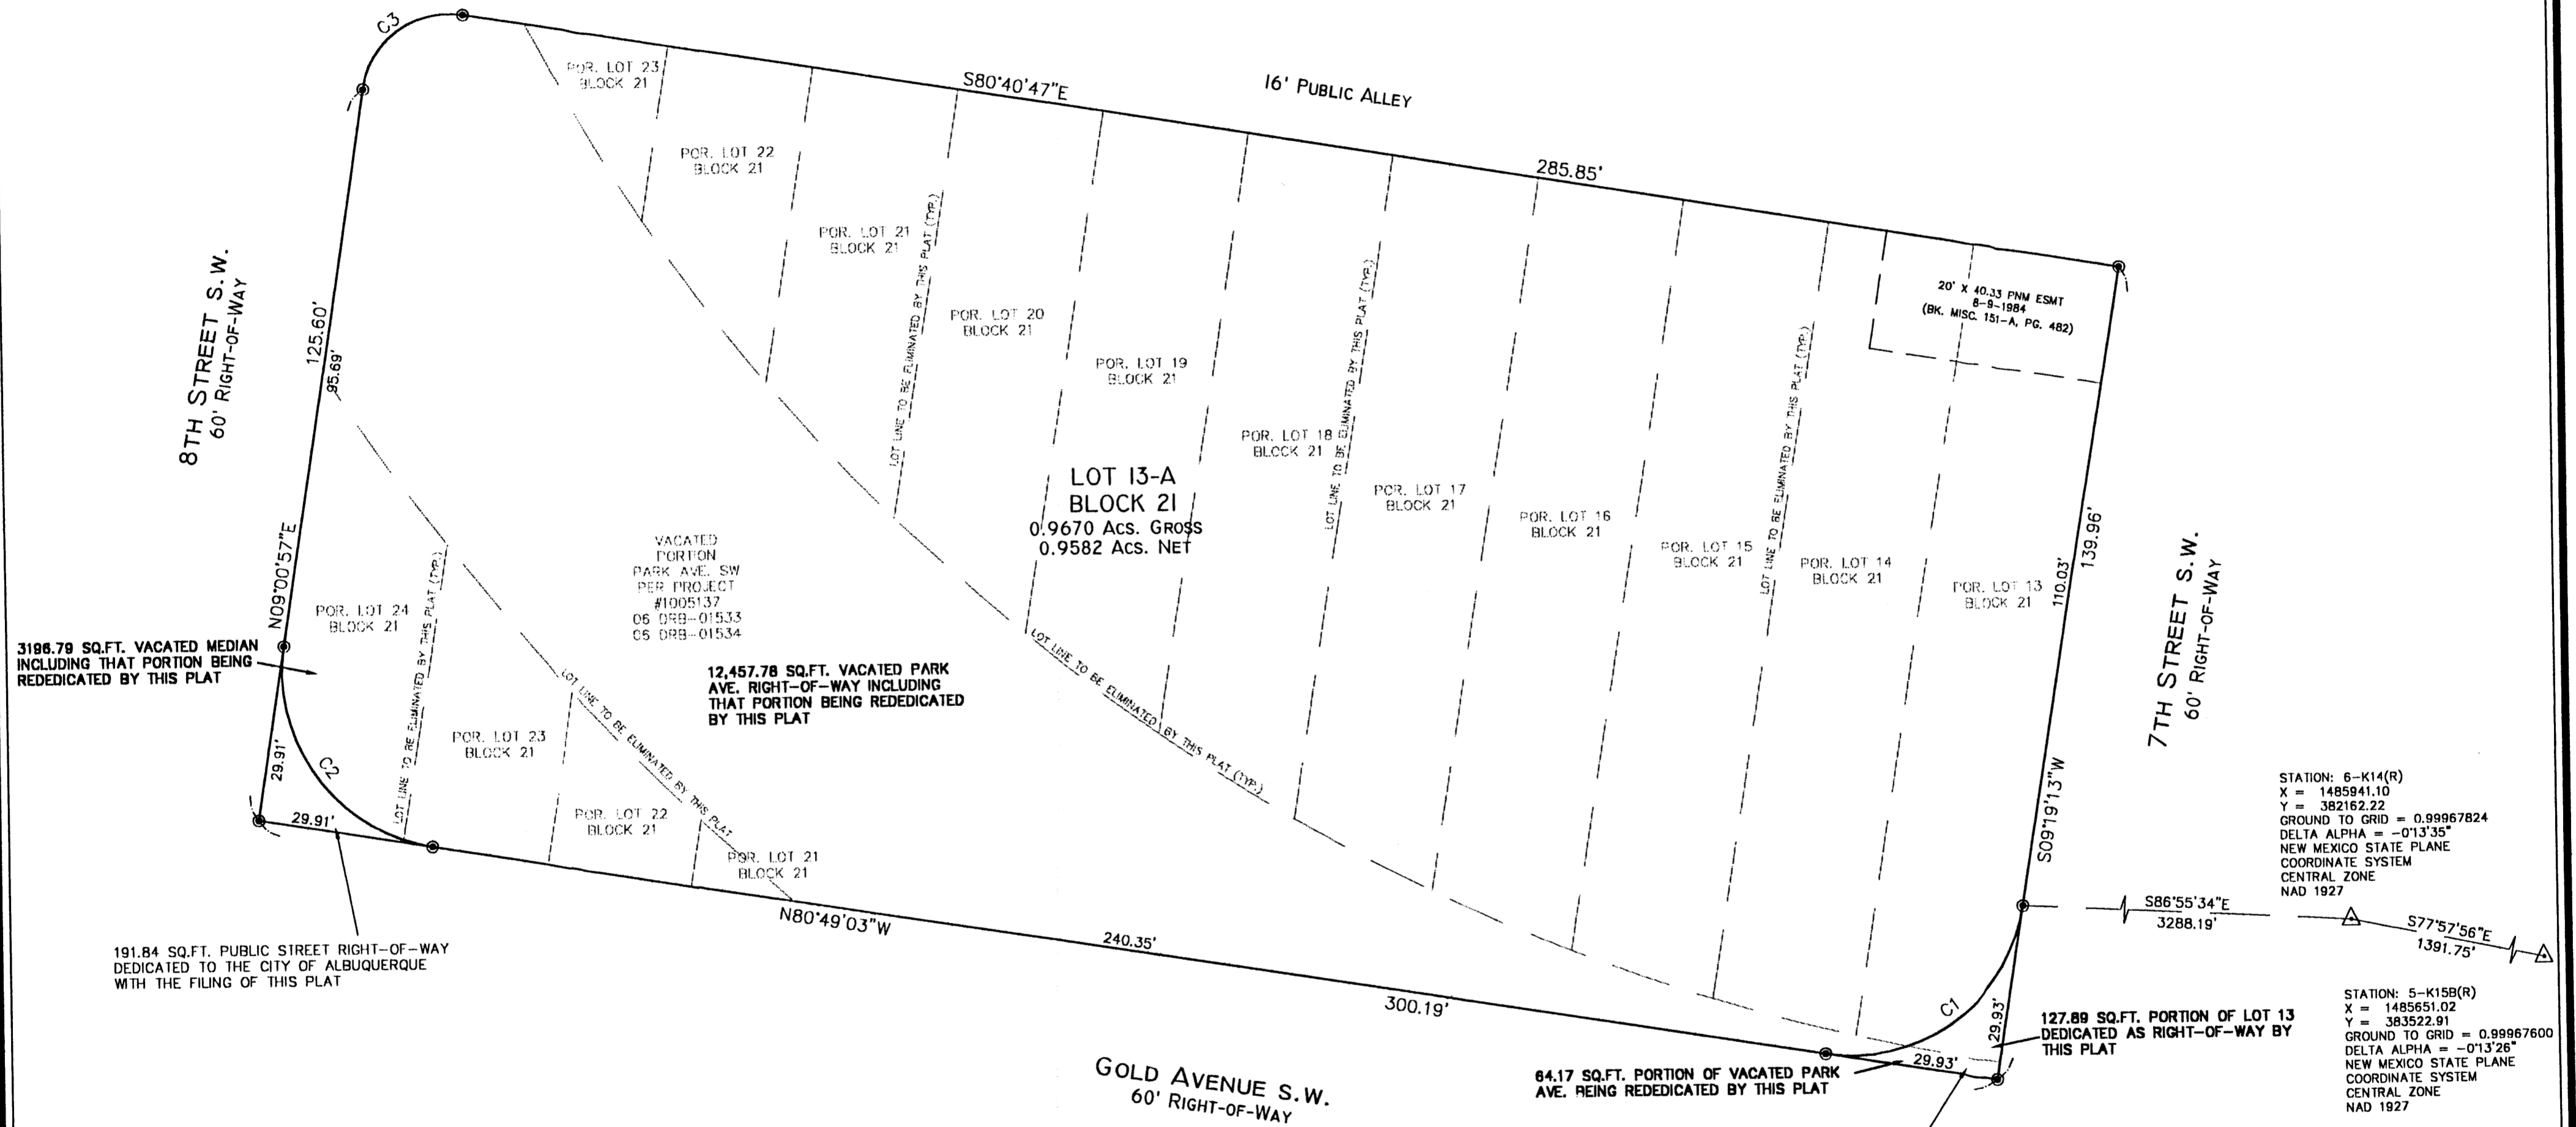 C3
POR. LOT 23
BLOCK 21
S80°40'47"E
16' PUBLIC ALLEY
285.85'
POR. LOT 22
BLOCK 21
POR. LOT 21
BLOCK 21
LOT LINE TO BE ELIMINATED BY THIS PLAT (TYP.)
POR. LOT 20
BLOCK 21
POR. LOT 19
BLOCK 21
POR. LOT 18
BLOCK 21
LOT LINE TO BE ELIMINATED BY THIS PLAT (TYP.)
POR. LOT 17
BLOCK 21
POR. LOT 16
BLOCK 21
POR. LOT 15
BLOCK 21
LOT LINE TO BE ELIMINATED BY THIS PLAT (TYP.)
POR. LOT 14
BLOCK 21
POR. LOT 13
BLOCK 21
20' X 40.33 PNM ESMT
8-9-1984
(BK. MISC. 151-A, PG. 482)
8TH STREET S.W.
60' RIGHT-OF-WAY
125.60'
95.69'
N09°00'57"E
LOT 13-A
BLOCK 21
0.9670 ACS. GROSS
0.9582 ACS. NET
VACATED
PORTION
PARK AVE. SW
PER PROJECT
#1005137
06 DRB-01533
06 DRB-01534
12,457.78 SQ.FT. VACATED PARK
AVE. RIGHT-OF-WAY INCLUDING
THAT PORTION BEING REDEDICATED
BY THIS PLAT
POR. LOT 24
BLOCK 21
LOT LINE TO BE ELIMINATED BY THIS PLAT (TYP.)
3196.79 SQ.FT. VACATED MEDIAN
INCLUDING THAT PORTION BEING
REDEDICATED BY THIS PLAT
POR. LOT 23
BLOCK 21
LOT LINE TO BE ELIMINATED BY THIS PLAT
LOT LINE TO BE ELIMINATED BY THIS PLAT (TYP.)
POR. LOT 22
BLOCK 21
POR. LOT 21
BLOCK 21
29.91'
C2
29.91'
191.84 SQ.FT. PUBLIC STREET RIGHT-OF-WAY
DEDICATED TO THE CITY OF ALBUQUERQUE
WITH THE FILING OF THIS PLAT
N80°49'03"W
240.35'
300.19'
GOLD AVENUE S.W.
60' RIGHT-OF-WAY
139.96'
110.03'
S09°19'13"W
7TH STREET S.W.
60' RIGHT-OF-WAY
C1
29.93'
29.93'
127.89 SQ.FT. PORTION OF LOT 13
DEDICATED AS RIGHT-OF-WAY BY
THIS PLAT
64.17 SQ.FT. PORTION OF VACATED PARK
AVE. BEING REDEDICATED BY THIS PLAT
STATION: 6-K14(R)
X = 1485941.10
Y = 382162.22
GROUND TO GRID = 0.99967824
DELTA ALPHA = -0°13'35"
NEW MEXICO STATE PLANE
COORDINATE SYSTEM
CENTRAL ZONE
NAD 1927
S86°55'34"E
3288.19'
S77°57'56"E
1391.75'
STATION: 5-K15B(R)
X = 1485651.02
Y = 383522.91
GROUND TO GRID = 0.99967600
DELTA ALPHA = -0°13'26"
NEW MEXICO STATE PLANE
COORDINATE SYSTEM
CENTRAL ZONE
NAD 1927